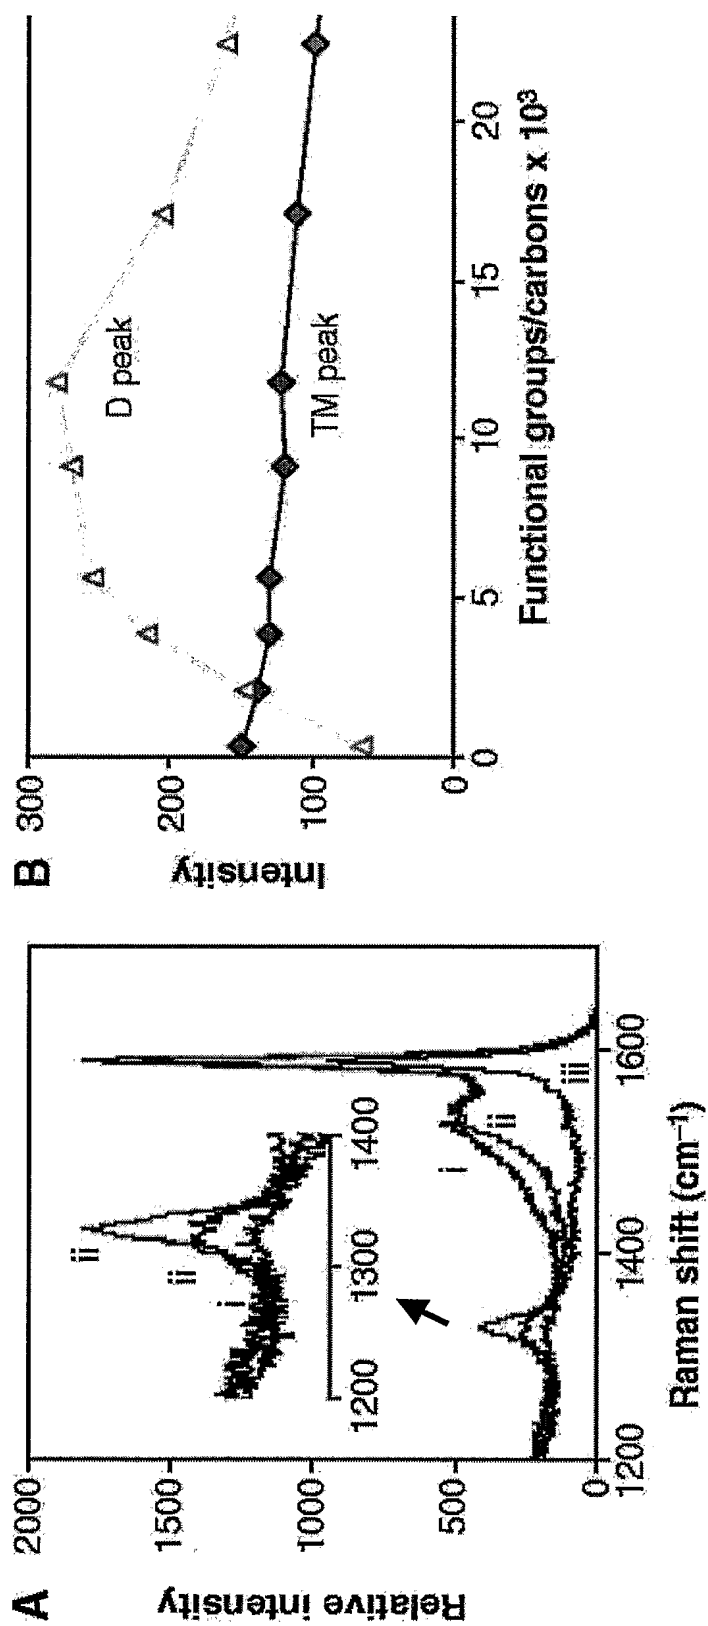 A
Relative intensity
2000
1500
1000
500
0
1200
1400
1600
Raman shift (cm⁻¹)
i
ii
iii
ii
ii
i
1200
1300
1400
B
Intensity
300
200
100
0
0
5
10
15
20
Functional groups/carbons x 10³
D peak
TM peak